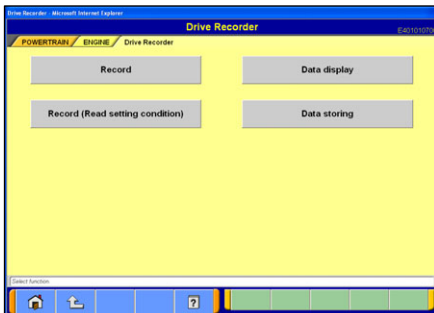 Drive Recorder - Microsoft Internet Explorer
Drive Recorder
E40101070
POWERTRAIN ENGINE Drive Recorder
Record Data display
Record (Read setting condition) Data storing
Select function
?